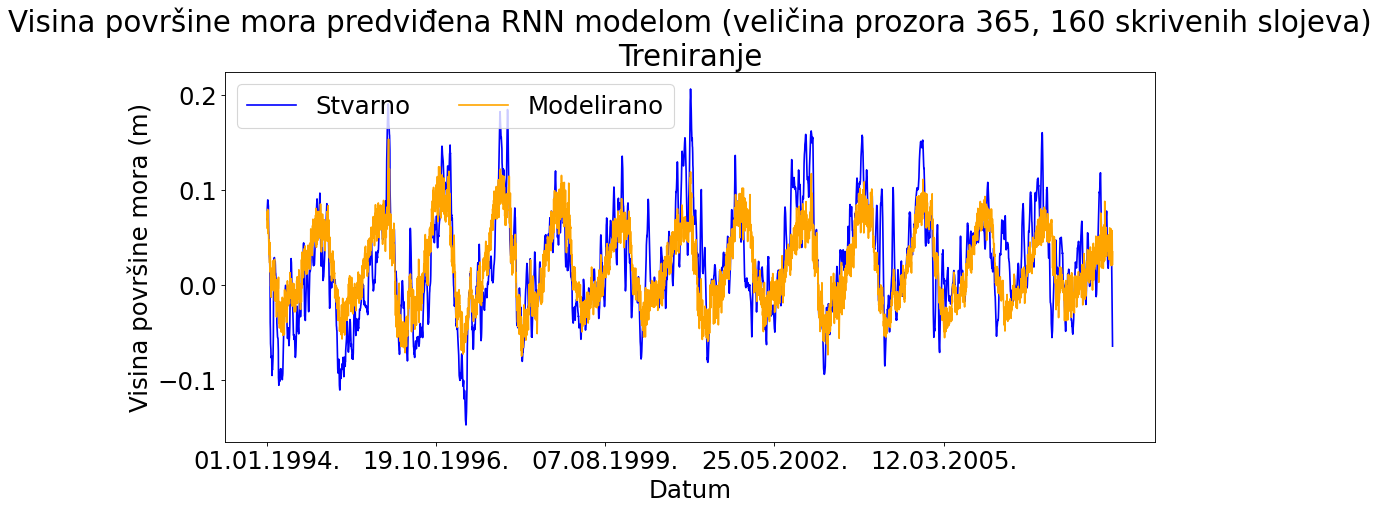 Visina površine mora predviđena RNN modelom (veličina prozora 365, 160 skrivenih slojeva)
Treniranje
Stvarno Modelirano
Visina površine mora (m)
0.2
0.1
0.0
−0.1
01.01.1994. 19.10.1996. 07.08.1999. 25.05.2002. 12.03.2005.
Datum